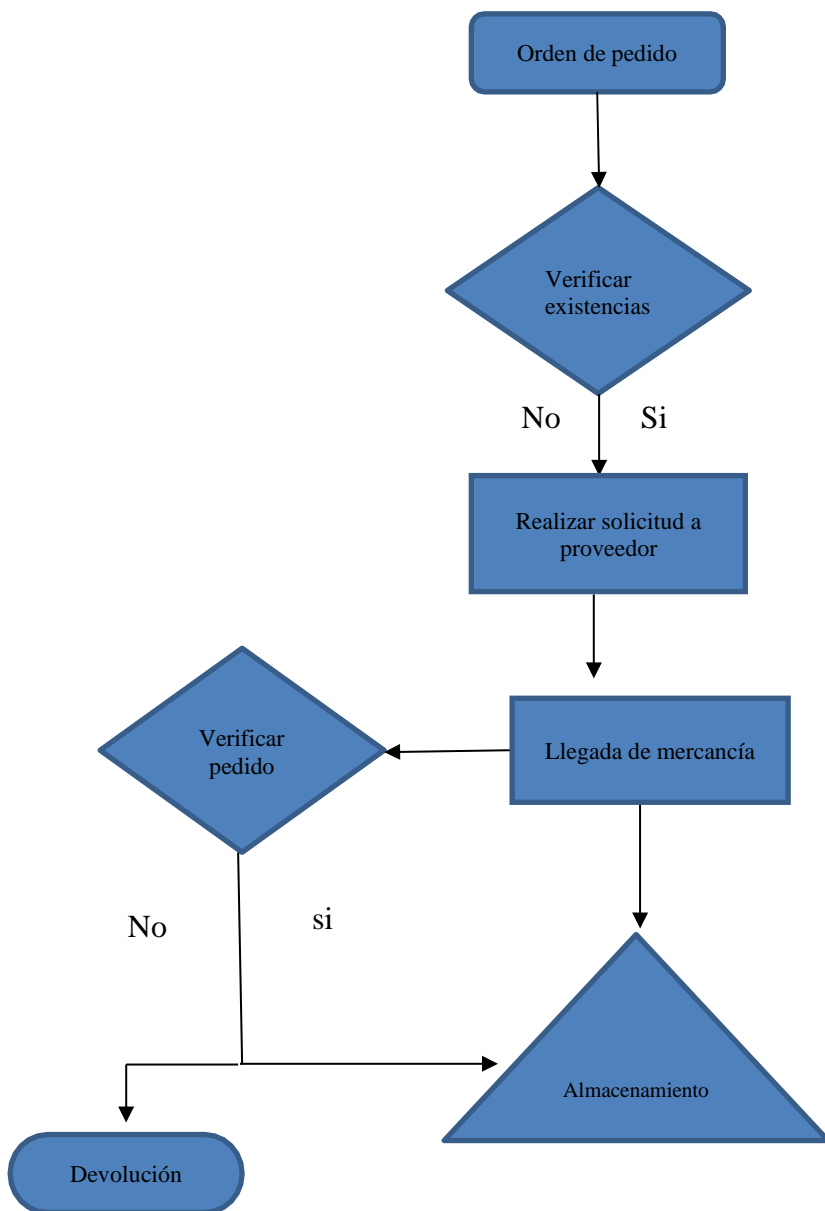 Orden de pedido
Verificar
existencias
No Si
Realizar solicitud a
proveedor
Verificar
pedido
Llegada de mercancía
No si
Almacenamiento
Devolución